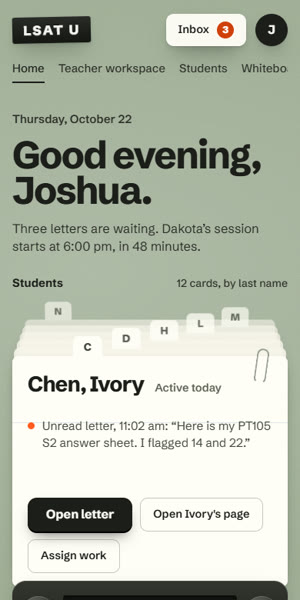 LSAT U
Inbox 3
J
Home Teacher workspace Students Whitebo
Thursday, October 22
Good evening,
Joshua.
Three letters are waiting. Dakota’s session
starts at 6:00 pm, in 48 minutes.
Students 12 cards, by last name
N
M
L
H
D
C
Chen, Ivory Active today
Unread letter, 11:02 am: “Here is my PT105
S2 answer sheet. I flagged 14 and 22.”
Open letter Open Ivory’s page
Assign work